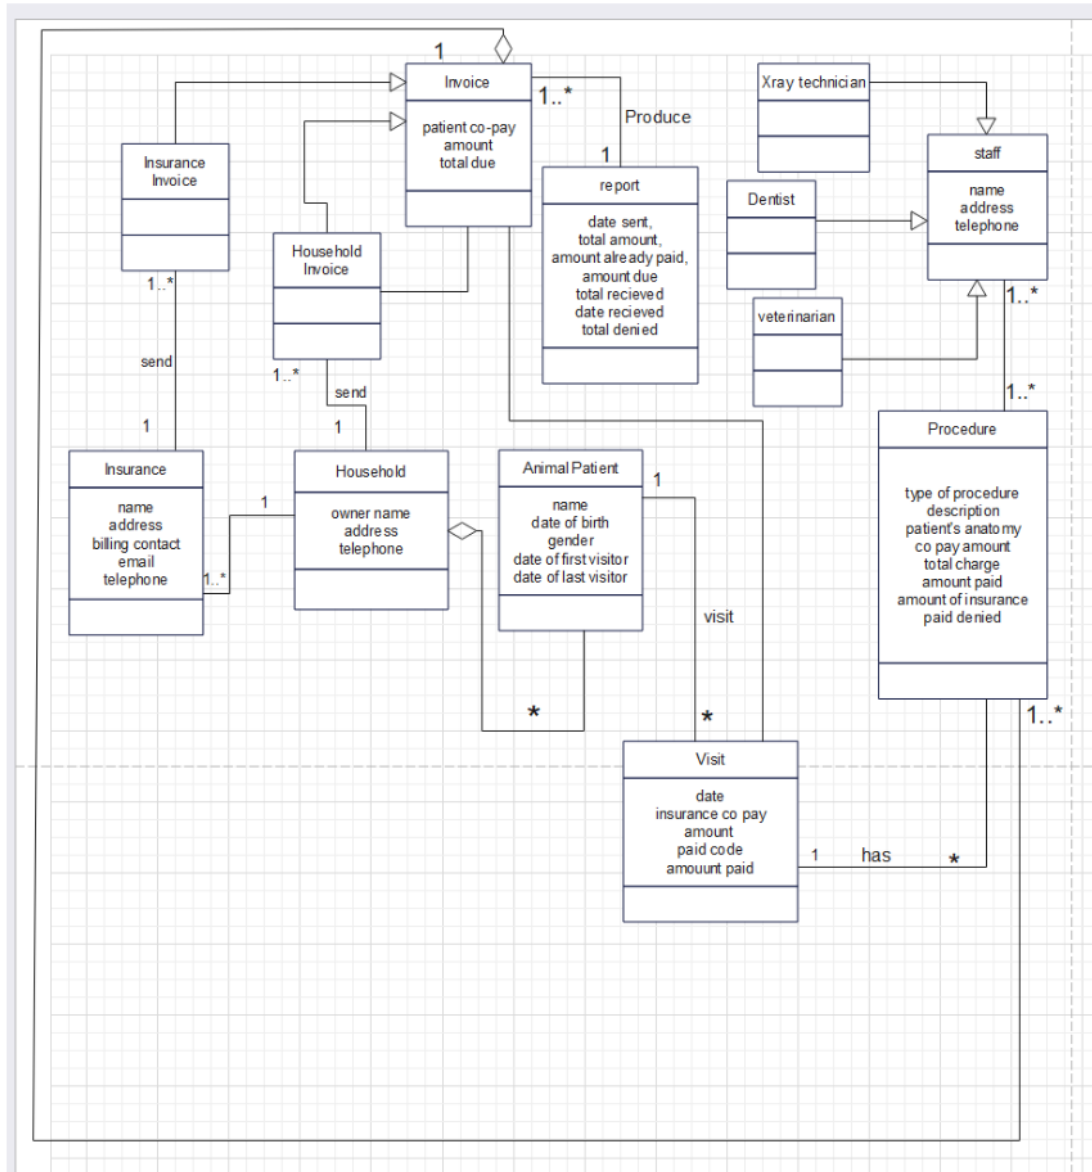 1
Invoice
patient co-pay
amount
total due
1..*
Produce
1
report
date sent,
total amount,
amount already paid,
amount due
total recieved
date recieved
total denied
Xray technician
staff
name
address
telephone
Dentist
veterinarian
1..*
1..*
Insurance
Invoice
1..*
send
1
Household
Invoice
1..*
send
1
Insurance
name
address
billing contact
email
telephone
1..*
1
Household
owner name
address
telephone
*
Animal Patient
name
date of birth
gender
date of first visitor
date of last visitor
1
visit
*
Procedure
type of procedure
description
patient's anatomy
co pay amount
total charge
amount paid
amount of insurance
paid denied
1..*
Visit
date
insurance co pay
amount
paid code
amouunt paid
1
has
*